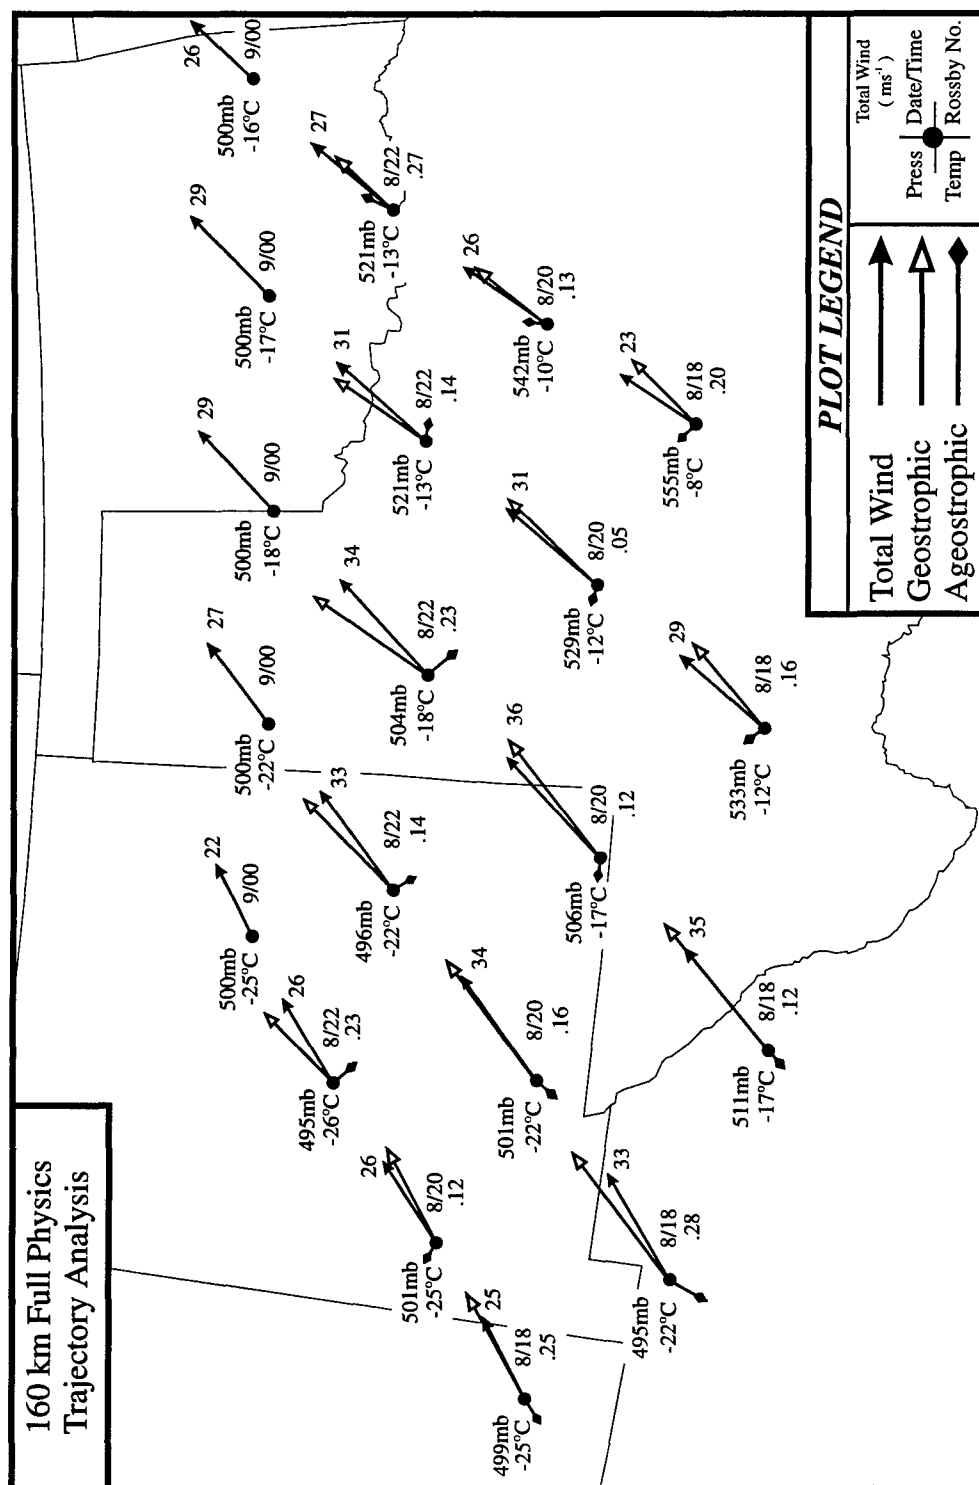 160 km Full Physics
Trajectory Analysis
26
9/00
500mb
-16°C
29
9/00
500mb
-17°C
29
9/00
500mb
-18°C
27
9/00
500mb
-22°C
22
9/00
500mb
-25°C
27
8/22
.27
521mb
-13°C
31
8/22
.14
521mb
-13°C
34
8/22
.23
504mb
-18°C
33
8/22
.14
496mb
-22°C
26
8/22
.23
495mb
-26°C
26
8/20
.13
542mb
-10°C
31
8/20
.05
529mb
-12°C
36
8/20
.12
506mb
-17°C
34
8/20
.16
501mb
-22°C
26
8/20
.12
501mb
-25°C
23
8/18
.20
555mb
-8°C
29
8/18
.16
533mb
-12°C
35
8/18
.12
511mb
-17°C
33
8/18
.28
495mb
-22°C
25
8/18
.25
499mb
-25°C
PLOT LEGEND
Total Wind
Geostrophic
Ageostrophic
Total Wind
( ms⁻¹ )
Press Date/Time
Temp Rossby No.